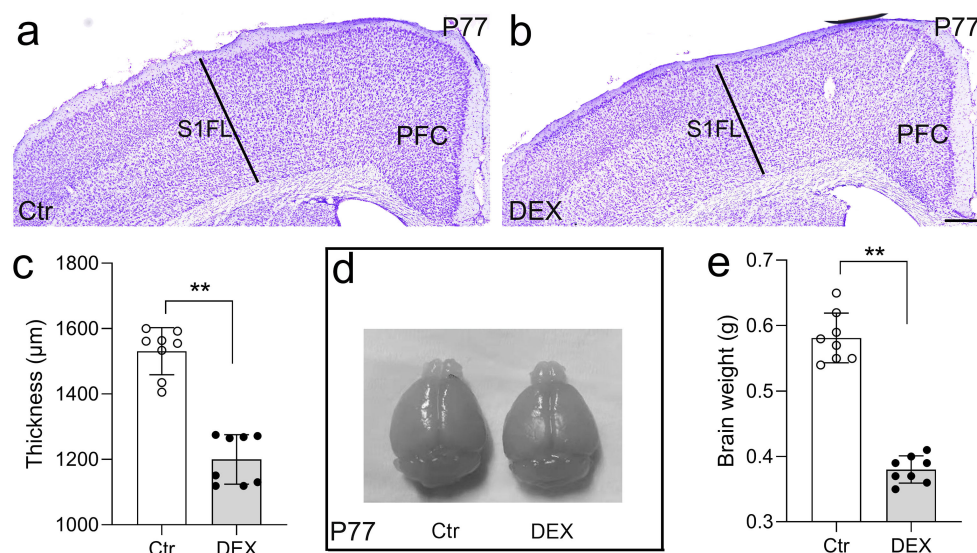 a
P77
S1FL
PFC
Ctr
b
P77
S1FL
PFC
DEX
c
1800
1600
1400
1200
1000
Thickness (μm)
**
Ctr
DEX
d
P77
Ctr
DEX
e
0.7
0.6
0.5
0.4
0.3
Brain weight (g)
**
Ctr
DEX